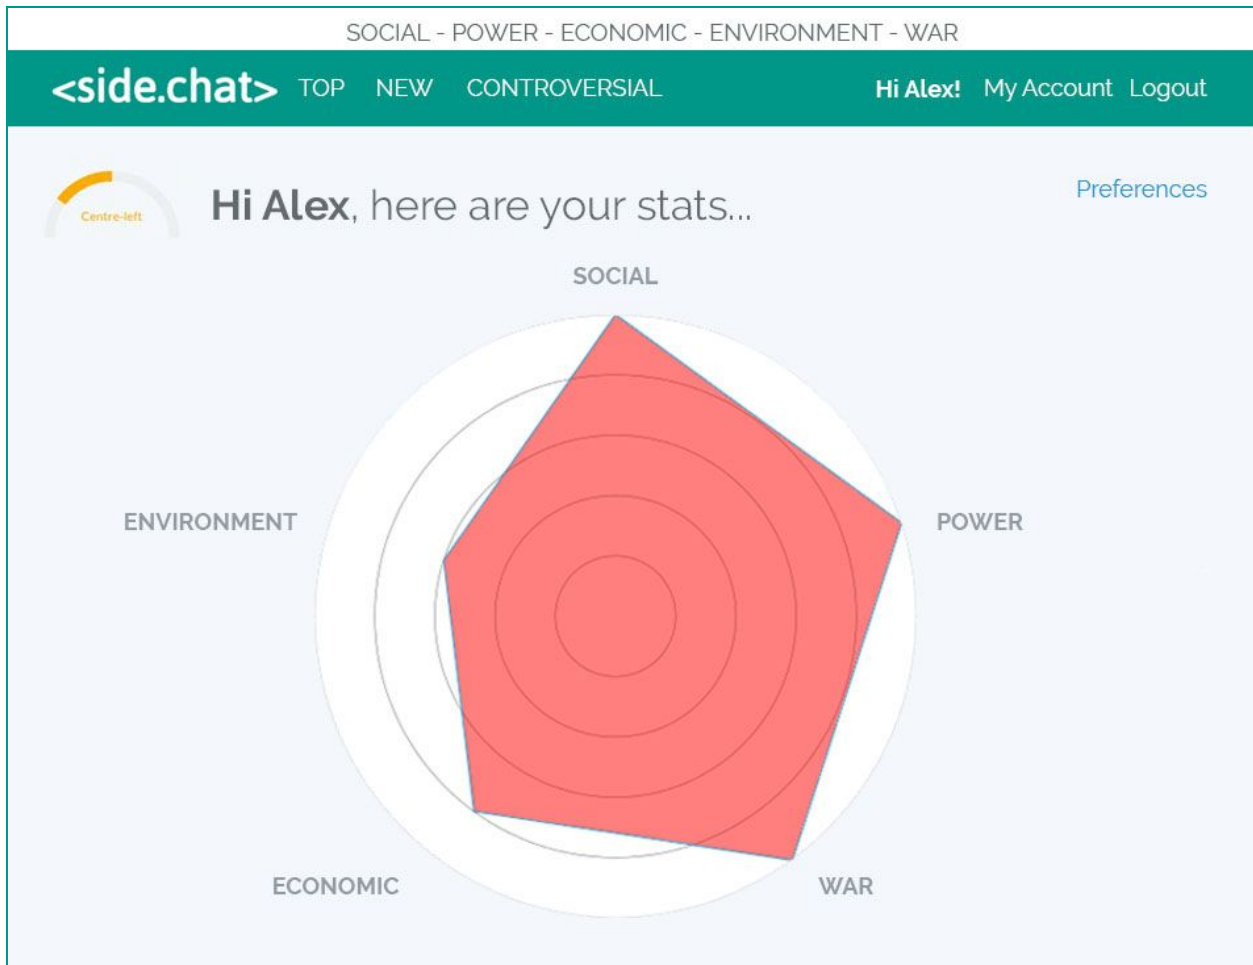 SOCIAL - POWER - ECONOMIC - ENVIRONMENT - WAR
<side.chat> TOP NEW CONTROVERSIAL Hi Alex! My Account Logout
Centre-left
Hi Alex, here are your stats...
Preferences
SOCIAL
ENVIRONMENT
POWER
ECONOMIC
WAR